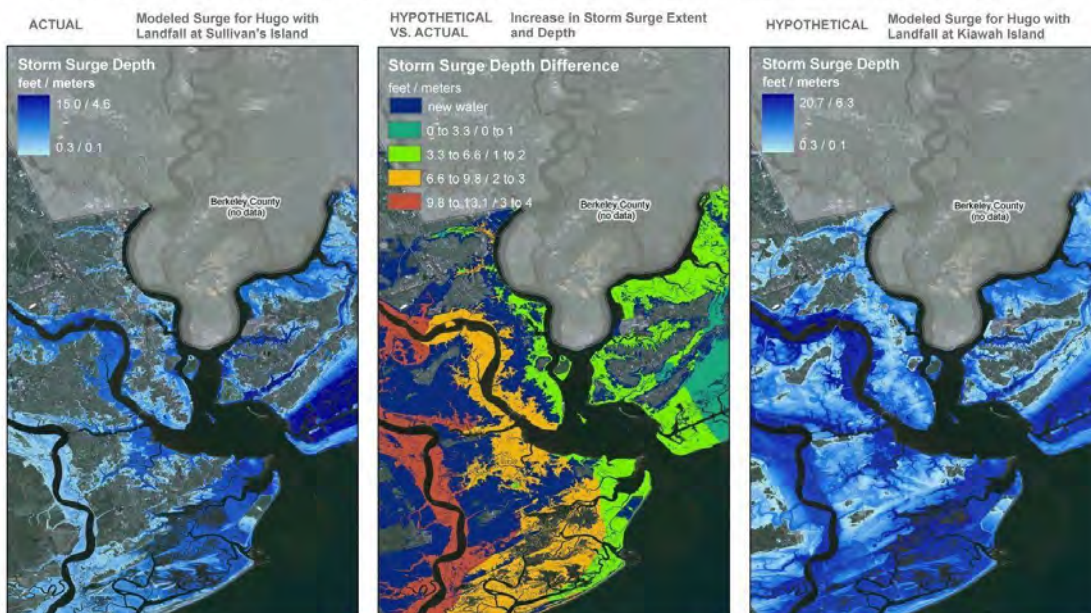 ACTUAL
Modeled Surge for Hugo with
Landfall at Sullivan's Island
Storm Surge Depth
feet / meters
15.0 / 4.6
0.3 / 0.1
Berkeley County
(no data)
HYPOTHETICAL
VS. ACTUAL
Increase in Storm Surge Extent
and Depth
Storm Surge Depth Difference
feet / meters
new water
0 to 3.3 / 0 to 1
3.3 to 6.6 / 1 to 2
6.6 to 9.8 / 2 to 3
9.8 to 13.1 / 3 to 4
Berkeley County
(no data)
HYPOTHETICAL
Modeled Surge for Hugo with
Landfall at Kiawah Island
Storm Surge Depth
feet / meters
20.7 / 6.3
0.3 / 0.1
Berkeley County
(no data)